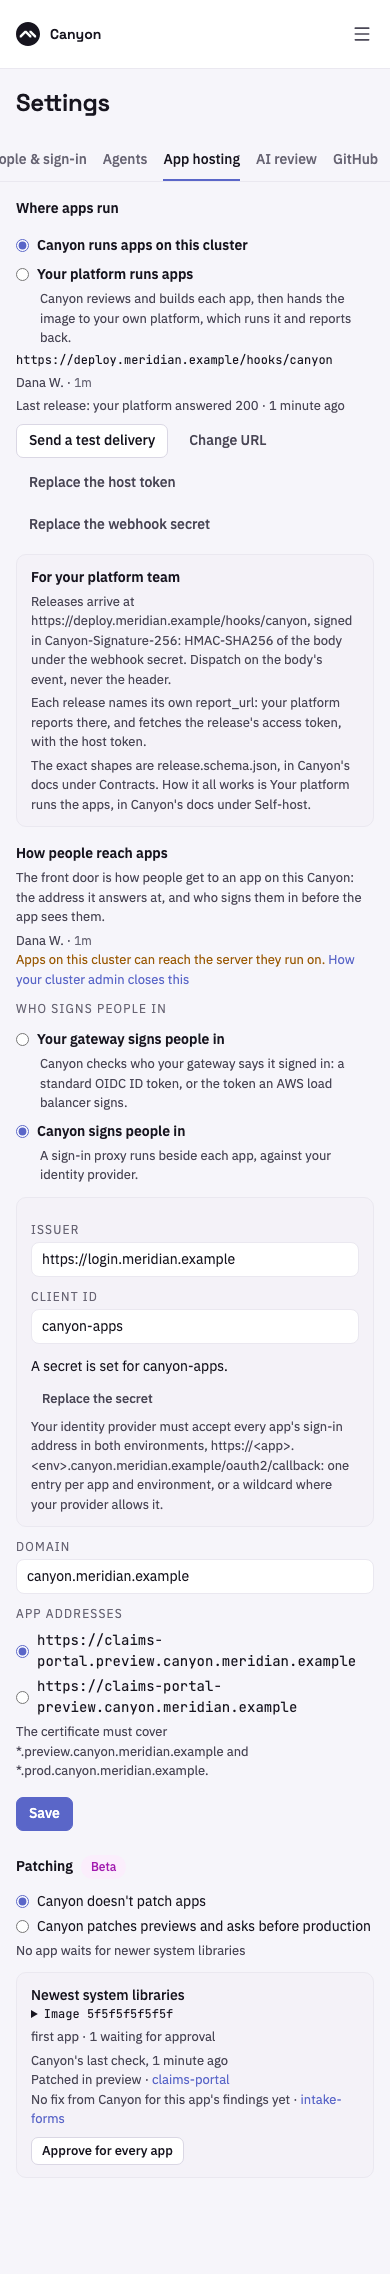 Canyon
Settings
ople & sign-in Agents App hosting AI review GitHub
Where apps run
Canyon runs apps on this cluster
Your platform runs apps
Canyon reviews and builds each app, then hands the
image to your own platform, which runs it and reports
back.
https://deploy.meridian.example/hooks/canyon
Dana W. · 1m
Last release: your platform answered 200 · 1 minute ago
Send a test delivery Change URL
Replace the host token
Replace the webhook secret
For your platform team
Releases arrive at
https://deploy.meridian.example/hooks/canyon, signed
in Canyon-Signature-256: HMAC-SHA256 of the body
under the webhook secret. Dispatch on the body's
event, never the header.
Each release names its own report_url: your platform
reports there, and fetches the release's access token,
with the host token.
The exact shapes are release.schema.json, in Canyon's
docs under Contracts. How it all works is Your platform
runs the apps, in Canyon's docs under Self-host.
How people reach apps
The front door is how people get to an app on this Canyon:
the address it answers at, and who signs them in before the
app sees them.
Dana W. · 1m
Apps on this cluster can reach the server they run on. How
your cluster admin closes this
WHO SIGNS PEOPLE IN
Your gateway signs people in
Canyon checks who your gateway says it signed in: a
standard OIDC ID token, or the token an AWS load
balancer signs.
Canyon signs people in
A sign-in proxy runs beside each app, against your
identity provider.
ISSUER
https://login.meridian.example
CLIENT ID
canyon-apps
A secret is set for canyon-apps.
Replace the secret
Your identity provider must accept every app's sign-in
address in both environments, https://<app>.
<env>.canyon.meridian.example/oauth2/callback: one
entry per app and environment, or a wildcard where
your provider allows it.
DOMAIN
canyon.meridian.example
APP ADDRESSES
https://claims-
portal.preview.canyon.meridian.example
https://claims-portal-
preview.canyon.meridian.example
The certificate must cover
*.preview.canyon.meridian.example and
*.prod.canyon.meridian.example.
Save
Patching Beta
Canyon doesn't patch apps
Canyon patches previews and asks before production
No app waits for newer system libraries
Newest system libraries
Image 5f5f5f5f5f5f
first app · 1 waiting for approval
Canyon's last check, 1 minute ago
Patched in preview · claims-portal
No fix from Canyon for this app's findings yet · intake-
forms
Approve for every app